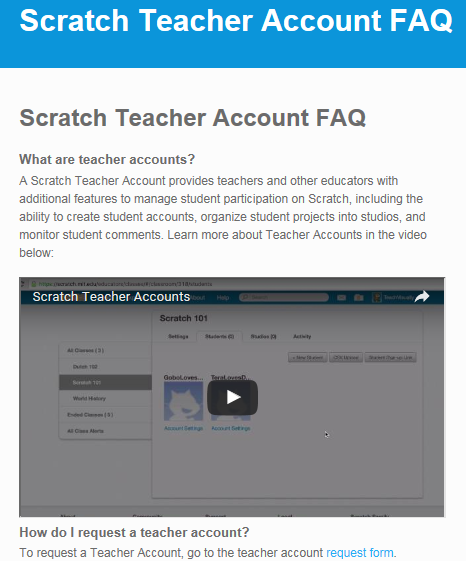 Scratch Teacher Account FAQ
Scratch Teacher Account FAQ
What are teacher accounts?
A Scratch Teacher Account provides teachers and other educators with
additional features to manage student participation on Scratch, including the
ability to create student accounts, organize student projects into studios, and
monitor student comments. Learn more about Teacher Accounts in the video
below:
Scratch Teacher Accounts
About Help
Scratch 101
Settings Students (2) Studios (0) Activity
All Classes ( 3 )
+ New Student CSV Upload Student Sign-up Link
Scratch 101
GoboLoves... TeraLovesD...
World History
Ended Classes ( 0 )
Account Settings Account Settings
All Class Alerts
About Community Support Legal Scratch Family
How do I request a teacher account?
To request a Teacher Account, go to the teacher account request form.